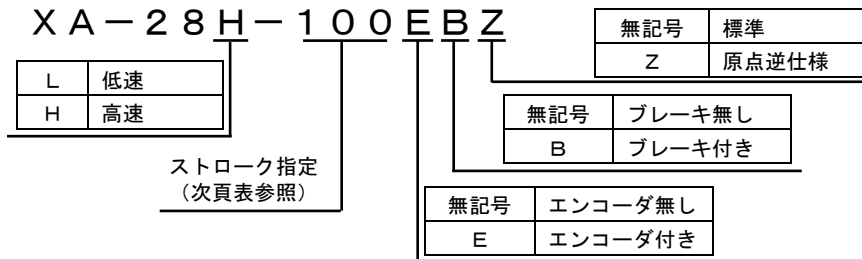 XA－28H－100EBZ
無記号 標準
Z 原点逆仕様
L 低速
H 高速
無記号 ブレーキ無し
B ブレーキ付き
ストローク指定
（次頁表参照）
無記号 エンコーダ無し
E エンコーダ付き